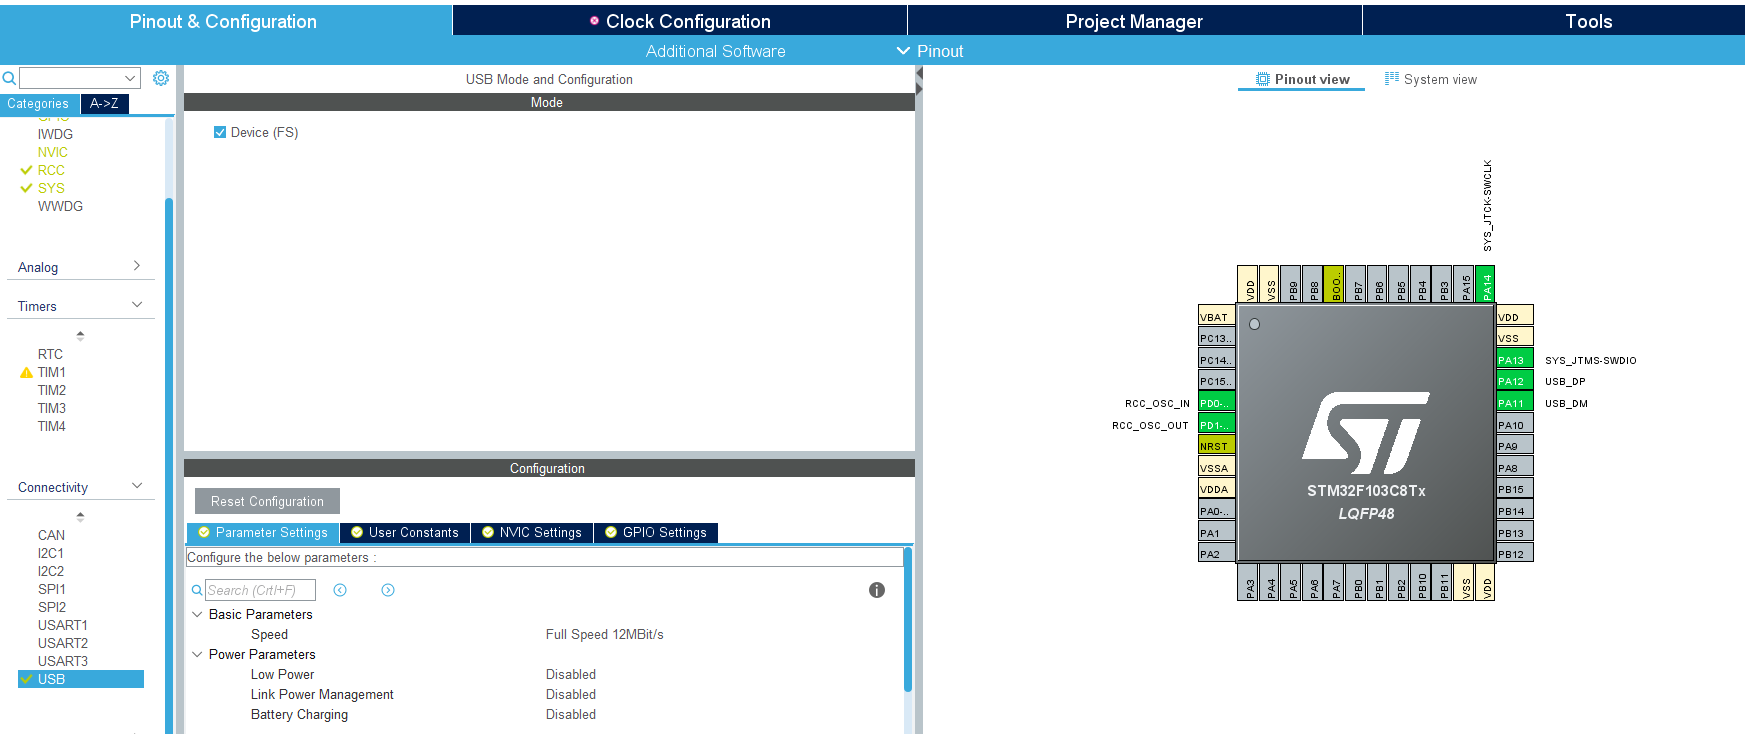 Pinout & Configuration
Clock Configuration
Project Manager
Tools
Additional Software
Pinout
Categories
A->Z
GPIO
IWDG
NVIC
RCC
SYS
WWDG
Analog
Timers
RTC
TIM1
TIM2
TIM3
TIM4
Connectivity
CAN
I2C1
I2C2
SPI1
SPI2
USART1
USART2
USART3
USB
USB Mode and Configuration
Mode
Device (FS)
Configuration
Reset Configuration
Parameter Settings
User Constants
NVIC Settings
GPIO Settings
Configure the below parameters :
Search (CrtI+F)
Basic Parameters
Speed Full Speed 12MBit/s
Power Parameters
Low Power Disabled
Link Power Management Disabled
Battery Charging Disabled
Pinout view
System view
SYS_JTCK-SWCLK
VDD
VSS
PB9
PB8
BOO..
PB7
PB6
PB5
PB4
PB3
PA15
PA14
VBAT
PC13..
PC14..
PC15..
RCC_OSC_IN PD0-..
RCC_OSC_OUT PD1-..
NRST
VSSA
VDDA
PA0-..
PA1
PA2
ST
STM32F103C8Tx
LQFP48
VDD
VSS
PA13 SYS_JTMS-SWDIO
PA12 USB_DP
PA11 USB_DM
PA10
PA9
PA8
PB15
PB14
PB13
PB12
PA3
PA4
PA5
PA6
PA7
PB0
PB1
PB2
PB10
PB11
VSS
VDD